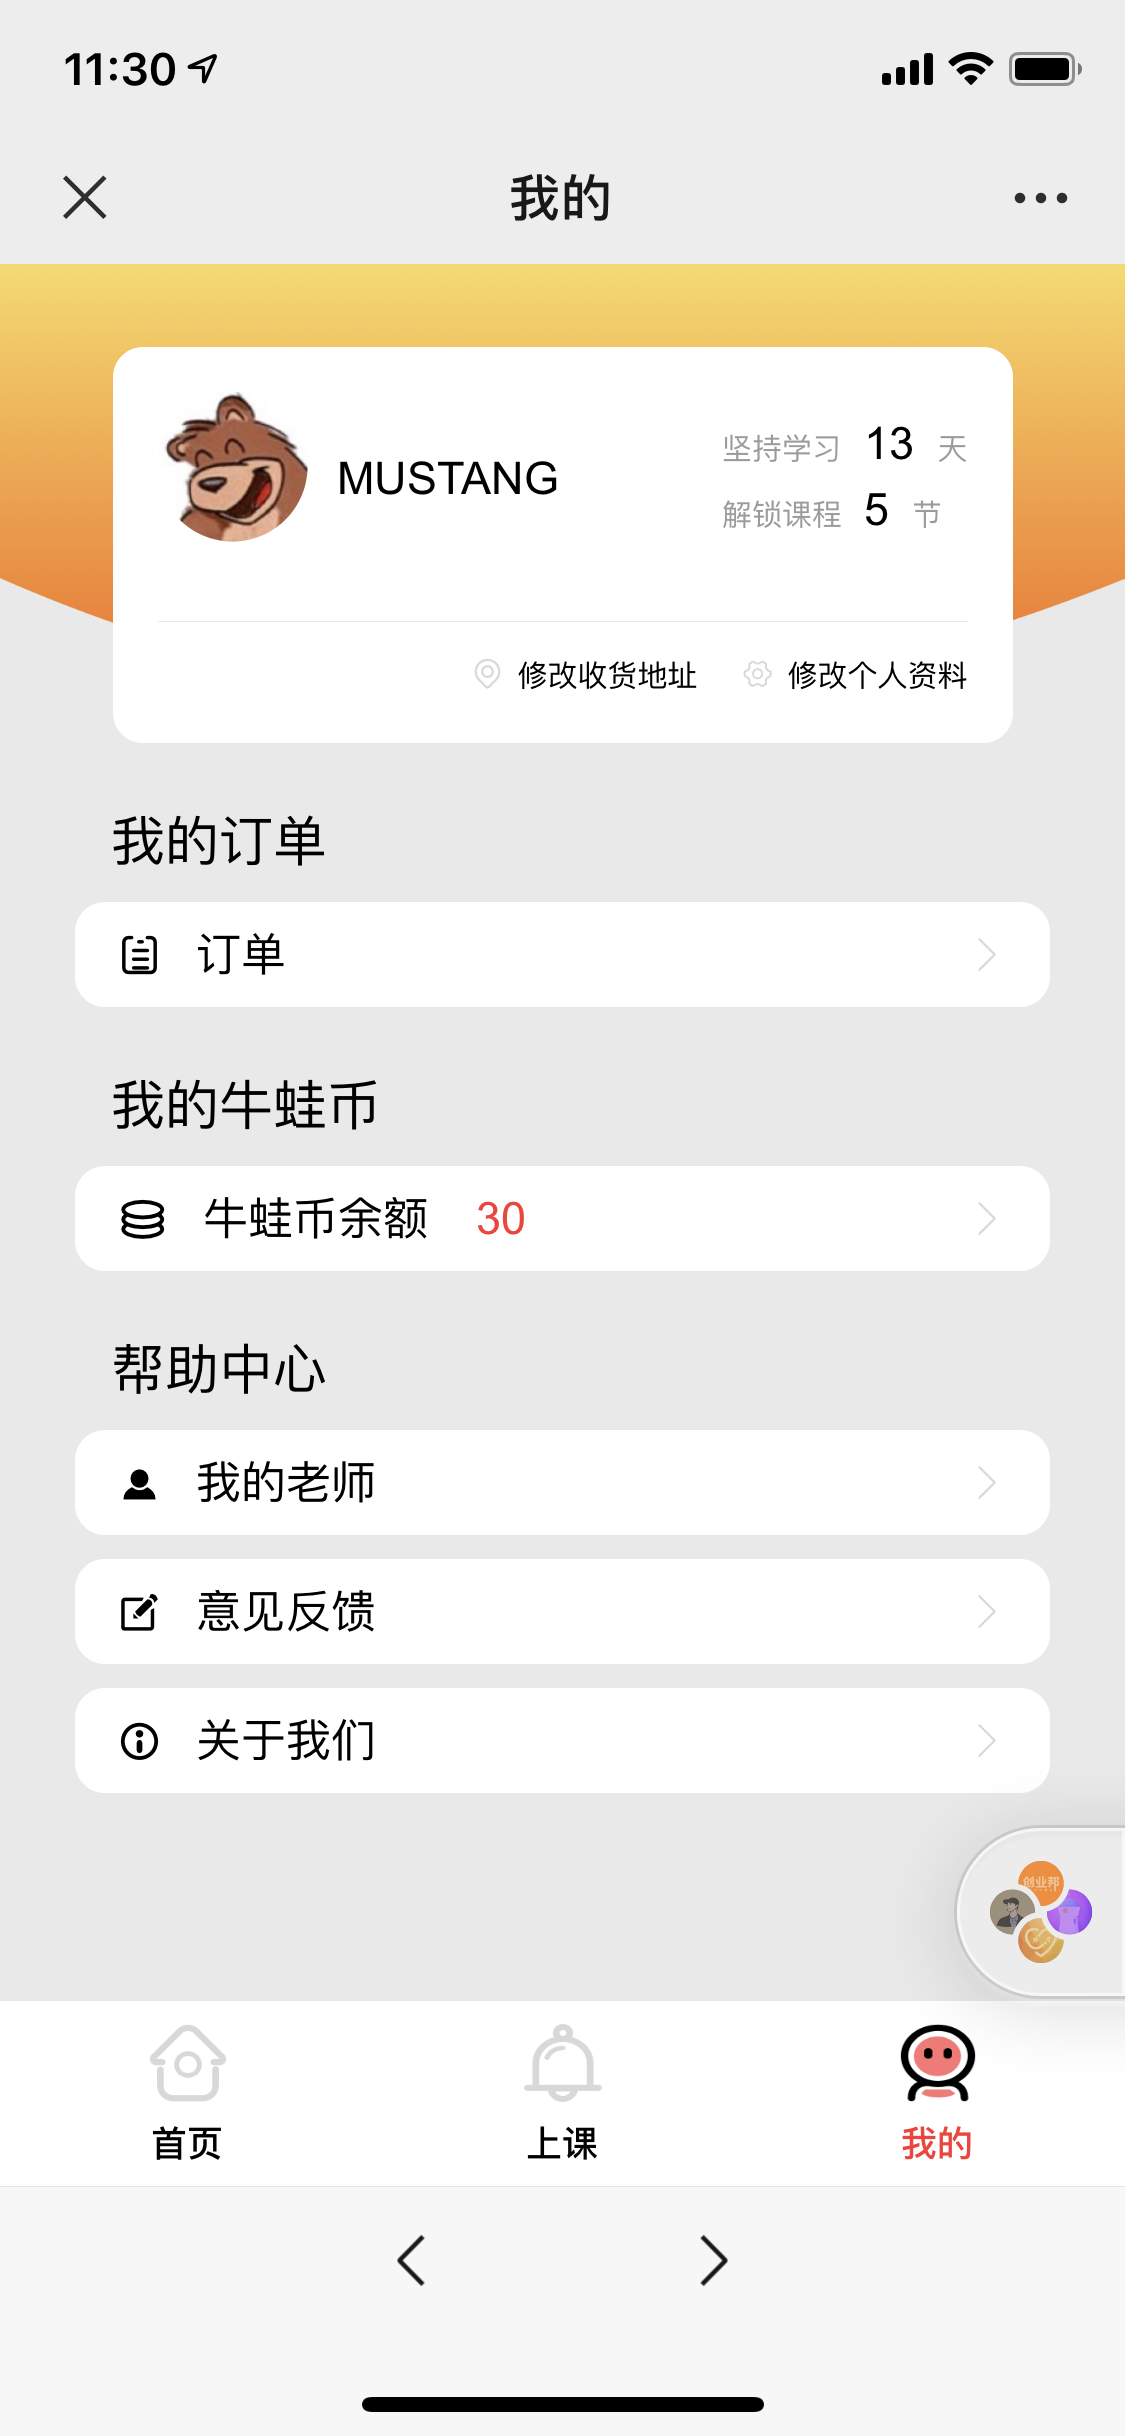 11:30
我的
MUSTANG
坚持学习 13 天
解锁课程 5 节
修改收货地址 修改个人资料
我的订单
订单
我的牛蛙币
牛蛙币余额 30
帮助中心
我的老师
意见反馈
关于我们
创业邦
首页 上课 我的